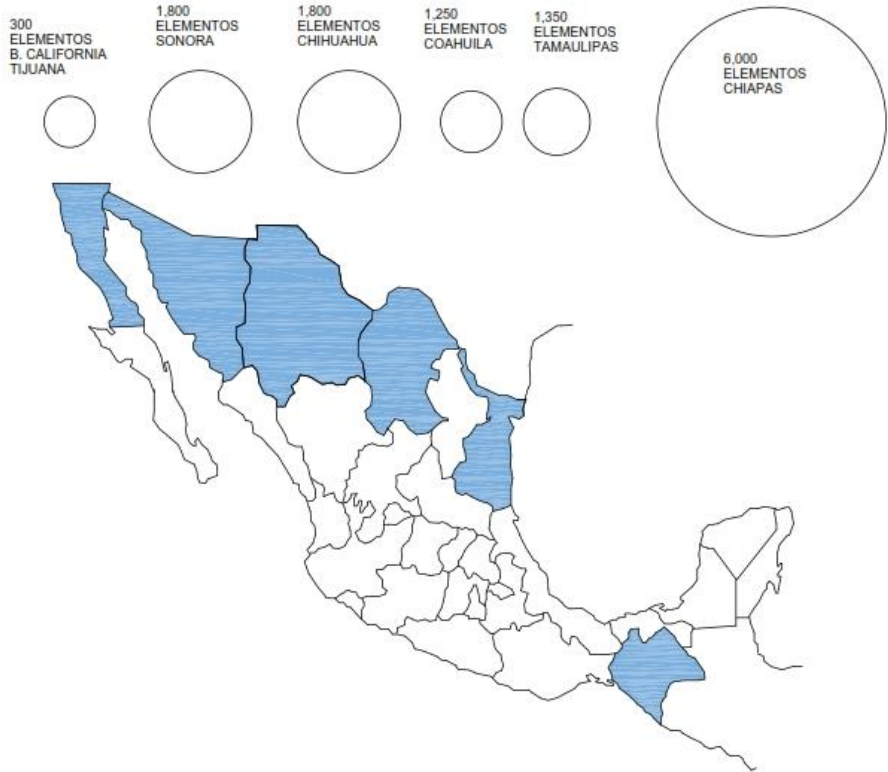 300
ELEMENTOS
B. CALIFORNIA
TIJUANA
1,800
ELEMENTOS
SONORA
1,800
ELEMENTOS
CHIHUAHUA
1,250
ELEMENTOS
COAHUILA
1,350
ELEMENTOS
TAMAULIPAS
6,000
ELEMENTOS
CHIAPAS